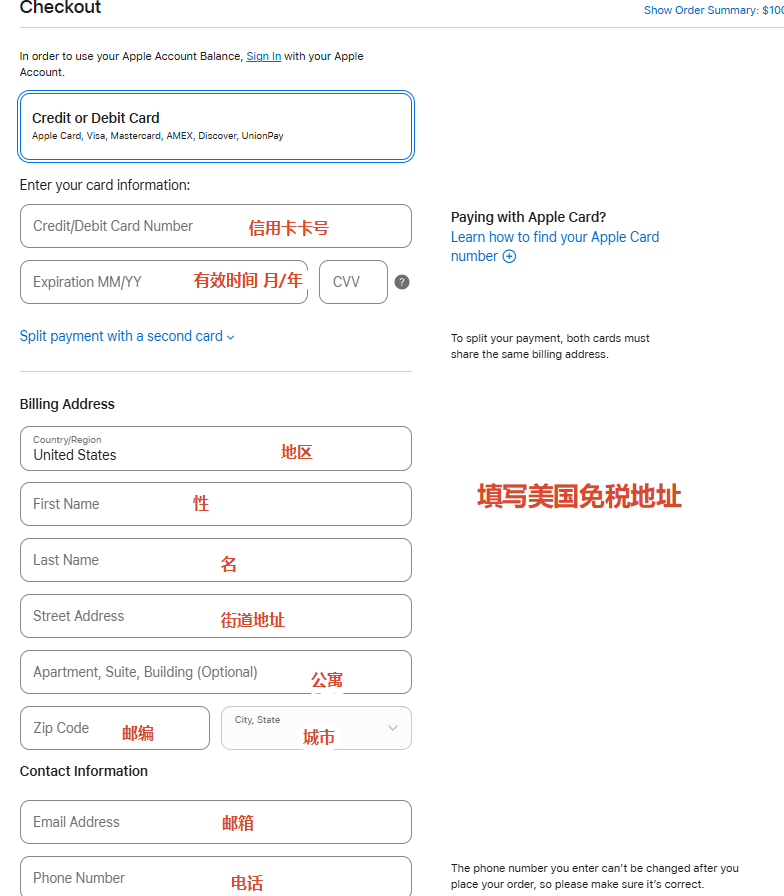 Checkout
Show Order Summary: $100
In order to use your Apple Account Balance, Sign In with your Apple
Account.
Credit or Debit Card
Apple Card, Visa, Mastercard, AMEX, Discover, UnionPay
Enter your card information:
Credit/Debit Card Number 信用卡卡号
Paying with Apple Card?
Learn how to find your Apple Card
number
Expiration MM/YY 有效时间 月/年 CVV ?
Split payment with a second card
To split your payment, both cards must
share the same billing address.
Billing Address
Country/Region
United States 地区
First Name 性
填写美国免税地址
Last Name 名
Street Address 街道地址
Apartment, Suite, Building (Optional) 公寓
Zip Code 邮编
City, State
城市
Contact Information
Email Address 邮箱
Phone Number 电话
The phone number you enter can't be changed after you
place your order, so please make sure it's correct.